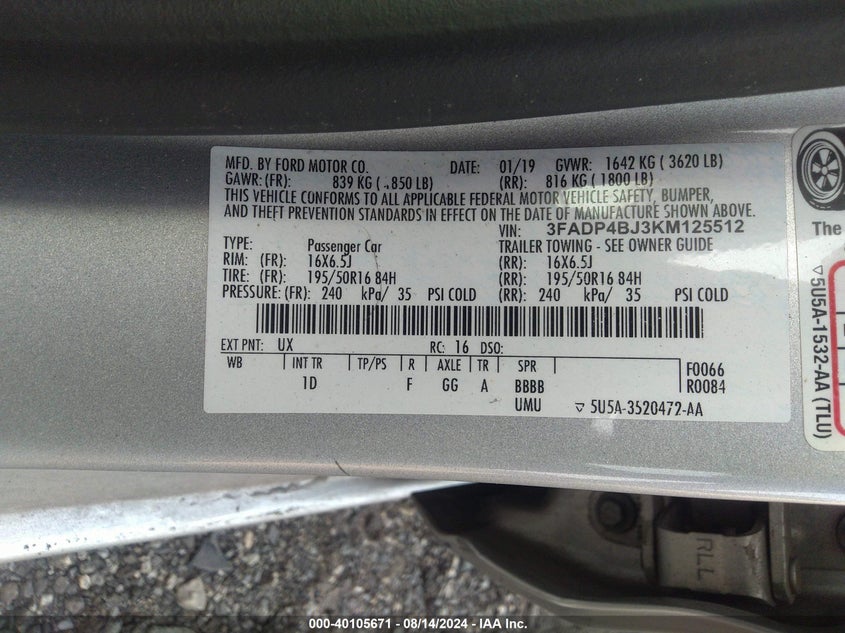 MFD. BY FORD MOTOR CO. DATE: 01/19 GVWR: 1642 KG ( 3620 LB)
GAWR:(FR): 839 KG ( 850 LB) (RR): 816 KG ( 1800 LB)
THIS VEHICLE CONFORMS TO ALL APPLICABLE FEDERAL MOTOR VEHICLE SAFETY, BUMPER,
AND THEFT PREVENTION STANDARDS IN EFFECT ON THE DATE OF MANUFACTURE SHOWN ABOVE.
VIN: 3FADP4BJ3KM125512
TYPE: Passenger Car TRAILER TOWING - SEE OWNER GUIDE
RIM: (FR): 16X6.5J (RR): 16X6.5J
TIRE: (FR): 195/50R16 84H (RR): 195/50R16 84H
PRESSURE:(FR): 240 kPa/ 35 PSI COLD (RR): 240 kPa/ 35 PSI COLD
EXT PNT: UX RC: 16 DSO:
WB INT TR TP/PS R AXLE TR SPR F0066
1D F GG A BBBB R0084
UMU ▽ 5U5A-3520472-AA
▽5U5A-1532-AA (TLU)
The
RLL
000-40105671 - 08/14/2024 - IAA Inc.